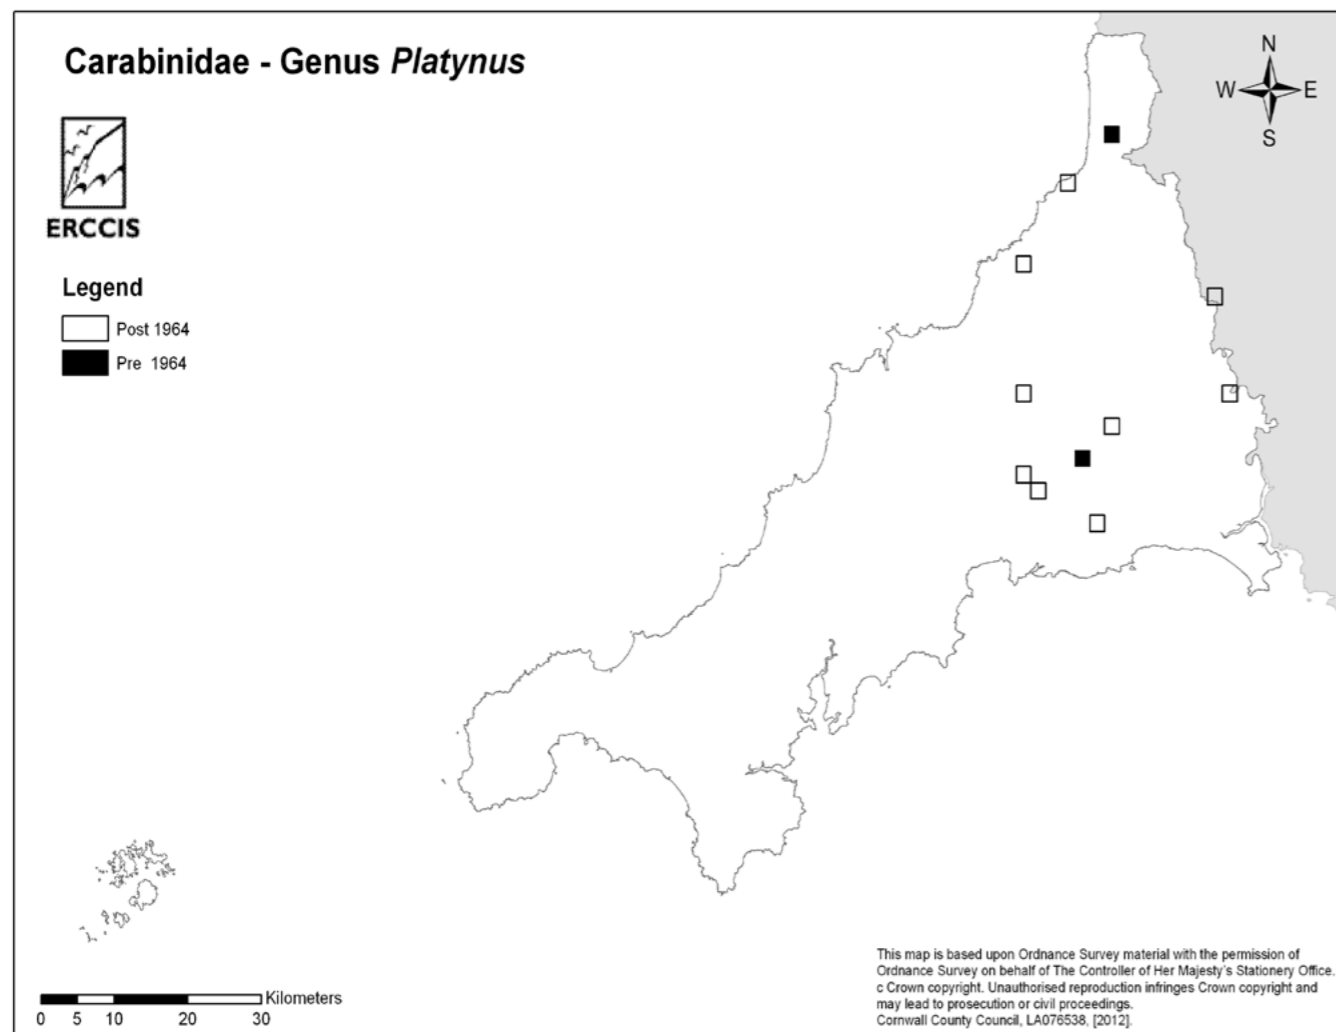 Carabinidae - Genus Platynus
N
W E
S
ERCCIS
Legend
Post 1964
Pre 1964
Kilometers
0 5 10 20 30
This map is based upon Ordnance Survey material with the permission of
Ordnance Survey on behalf of The Controller of Her Majesty's Stationery Office.
c Crown copyright. Unauthorised reproduction infringes Crown copyright and
may lead to prosecution or civil proceedings.
Cornwall County Council, LA076538, [2012].